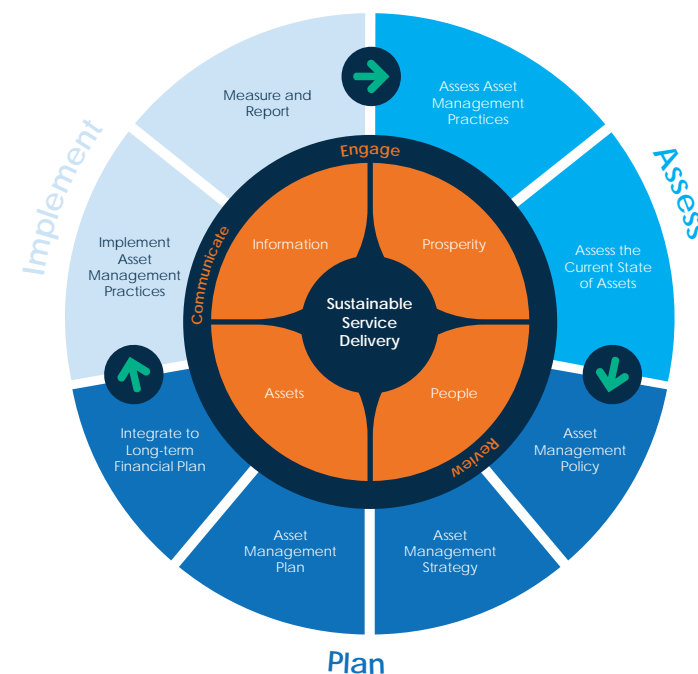 Measure and
Report
Assess Asset
Management
Practices
Implement
Assess
Engage
Communicate
Information
Prosperity
Implement
Asset
Management
Practices
Assess the
Current State
of Assets
Sustainable
Service
Delivery
Assets
People
Review
Integrate to
Long-term
Financial Plan
Asset
Management
Policy
Asset
Management
Plan
Asset
Management
Strategy
Plan